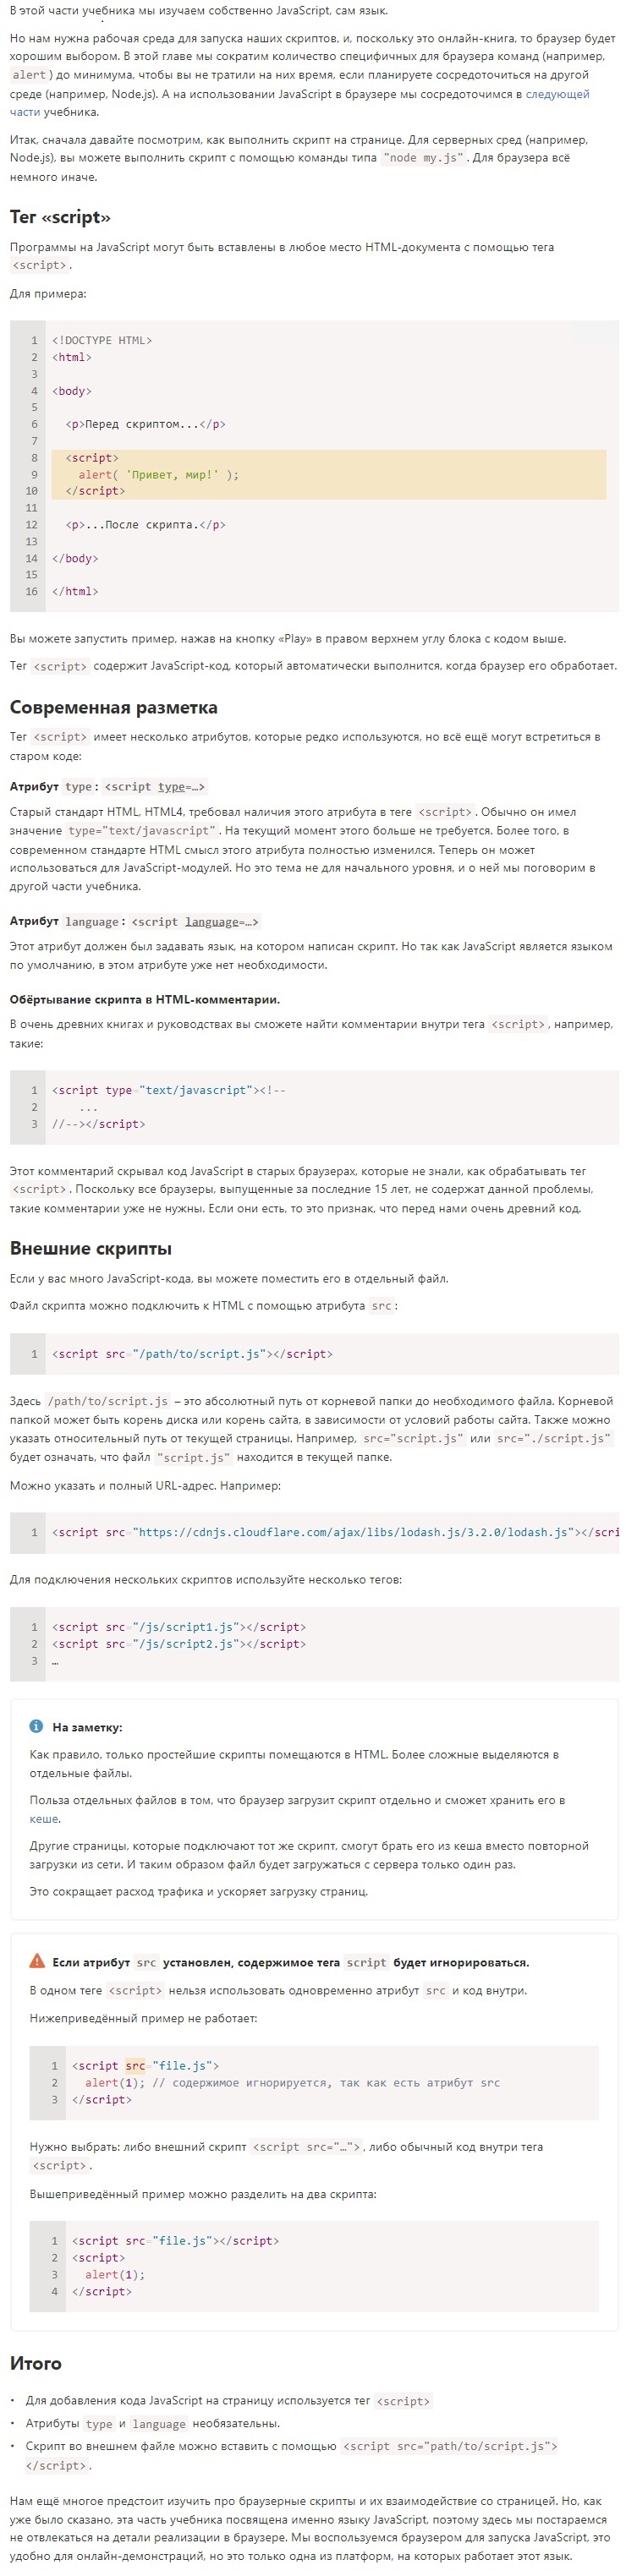 В этой части учебника мы изучаем собственно JavaScript, сам язык.
Но нам нужна рабочая среда для запуска наших скриптов, и, поскольку это онлайн-книга, то браузер будет
хорошим выбором. В этой главе мы сократим количество специфичных для браузера команд (например,
alert) до минимума, чтобы вы не тратили на них время, если планируете сосредоточиться на другой
среде (например, Node.js). А на использовании JavaScript в браузере мы сосредоточимся в следующей
части учебника.
Итак, сначала давайте посмотрим, как выполнить скрипт на странице. Для серверных сред (например,
Node.js), вы можете выполнить скрипт с помощью команды типа "node my.js". Для браузера всё
немного иначе.
Тег «script»
Программы на JavaScript могут быть вставлены в любое место HTML-документа с помощью тега
<script>.
Для примера:
1 <!DOCTYPE HTML>
2 <html>
3
4 <body>
5
6 <p>Перед скриптом...</p>
7
8 <script>
9 alert( 'Привет, мир!' );
10 </script>
11
12 <p>...После скрипта.</p>
13
14 </body>
15
16 </html>
Вы можете запустить пример, нажав на кнопку «Play» в правом верхнем углу блока с кодом выше.
Тег <script> содержит JavaScript-код, который автоматически выполнится, когда браузер его обработает.
Современная разметка
Тег <script> имеет несколько атрибутов, которые редко используются, но всё ещё могут встретиться в
старом коде:
Атрибут type: <script type=…>
Старый стандарт HTML, HTML4, требовал наличия этого атрибута в теге <script>. Обычно он имел
значение type="text/javascript". На текущий момент этого больше не требуется. Более того, в
современном стандарте HTML смысл этого атрибута полностью изменился. Теперь он может
использоваться для JavaScript-модулей. Но это тема не для начального уровня, и о ней мы поговорим в
другой части учебника.
Атрибут language: <script language=…>
Этот атрибут должен был задавать язык, на котором написан скрипт. Но так как JavaScript является языком
по умолчанию, в этом атрибуте уже нет необходимости.
Обёртывание скрипта в HTML-комментарии.
В очень древних книгах и руководствах вы сможете найти комментарии внутри тега <script>, например,
такие:
1 <script type="text/javascript"><!--
2 ...
3 //--></script>
Этот комментарий скрывал код JavaScript в старых браузерах, которые не знали, как обрабатывать тег
<script>. Поскольку все браузеры, выпущенные за последние 15 лет, не содержат данной проблемы,
такие комментарии уже не нужны. Если они есть, то это признак, что перед нами очень древний код.
Внешние скрипты
Если у вас много JavaScript-кода, вы можете поместить его в отдельный файл.
Файл скрипта можно подключить к HTML с помощью атрибута src:
1 <script src="/path/to/script.js"></script>
Здесь /path/to/script.js – это абсолютный путь от корневой папки до необходимого файла. Корневой
папкой может быть корень диска или корень сайта, в зависимости от условий работы сайта. Также можно
указать относительный путь от текущей страницы. Например, src="script.js" или src="./script.js"
будет означать, что файл "script.js" находится в текущей папке.
Можно указать и полный URL-адрес. Например:
1 <script src="https://cdnjs.cloudflare.com/ajax/libs/lodash.js/3.2.0/lodash.js"></scri
Для подключения нескольких скриптов используйте несколько тегов:
1 <script src="/js/script1.js"></script>
2 <script src="/js/script2.js"></script>
3 …
На заметку:
Как правило, только простейшие скрипты помещаются в HTML. Более сложные выделяются в
отдельные файлы.
Польза отдельных файлов в том, что браузер загрузит скрипт отдельно и сможет хранить его в
кеше.
Другие страницы, которые подключают тот же скрипт, смогут брать его из кеша вместо повторной
загрузки из сети. И таким образом файл будет загружаться с сервера только один раз.
Это сокращает расход трафика и ускоряет загрузку страниц.
Если атрибут src установлен, содержимое тега script будет игнорироваться.
В одном теге <script> нельзя использовать одновременно атрибут src и код внутри.
Нижеприведённый пример не работает:
1 <script src="file.js">
2 alert(1); // содержимое игнорируется, так как есть атрибут src
3 </script>
Нужно выбрать: либо внешний скрипт <script src="…">, либо обычный код внутри тега
<script>.
Вышеприведённый пример можно разделить на два скрипта:
1 <script src="file.js"></script>
2 <script>
3 alert(1);
4 </script>
Итого
• Для добавления кода JavaScript на страницу используется тег <script>
• Атрибуты type и language необязательны.
• Скрипт во внешнем файле можно вставить с помощью <script src="path/to/script.js">
</script>.
Нам ещё многое предстоит изучить про браузерные скрипты и их взаимодействие со страницей. Но, как
уже было сказано, эта часть учебника посвящена именно языку JavaScript, поэтому здесь мы постараемся
не отвлекаться на детали реализации в браузере. Мы воспользуемся браузером для запуска JavaScript, это
удобно для онлайн-демонстраций, но это только одна из платформ, на которых работает этот язык.